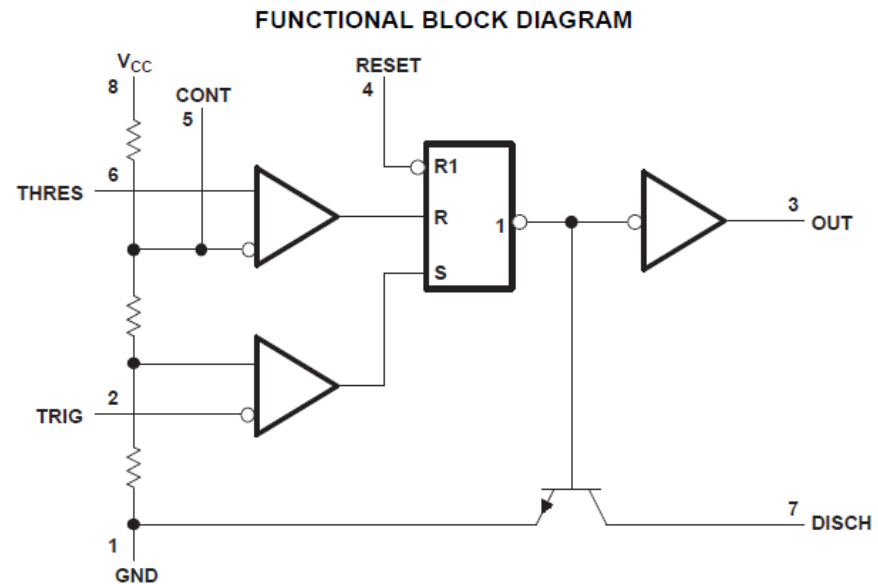 FUNCTIONAL BLOCK DIAGRAM
VCC
8
CONT
5
RESET
4
6
THRES
R1
R
1
S
3
OUT
2
TRIG
7
DISCH
1
GND